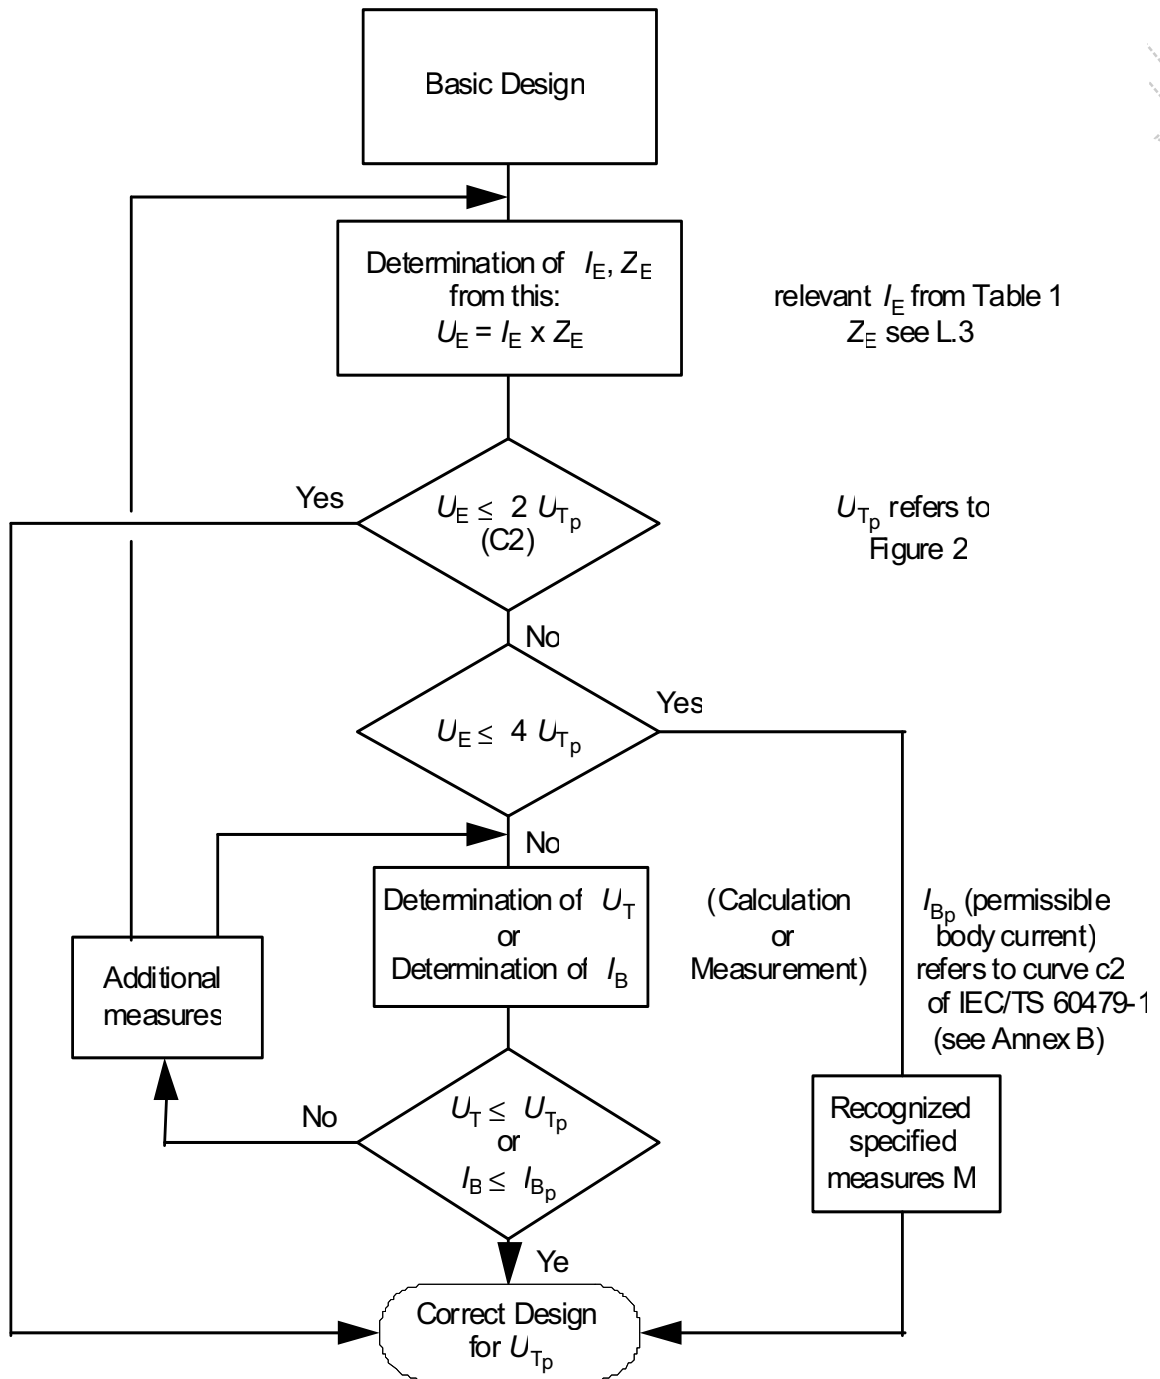 Basic Design
Determination of I_E, Z_E
from this:
U_E = I_E x Z_E
relevant I_E from Table 1
Z_E see L.3
Yes
U_E ≤ 2 U_Tp
(C2)
U_Tp refers to
Figure 2
No
U_E ≤ 4 U_Tp
Yes
No
Determination of U_T
or
Determination of I_B
(Calculation
or
Measurement)
I_Bp (permissible
body current)
refers to curve c2
of IEC/TS 60479-1
(see Annex B)
Additional
measures
No
U_T ≤ U_Tp
or
I_B ≤ I_Bp
Recognized
specified
measures M
Ye
Correct Design
for U_Tp